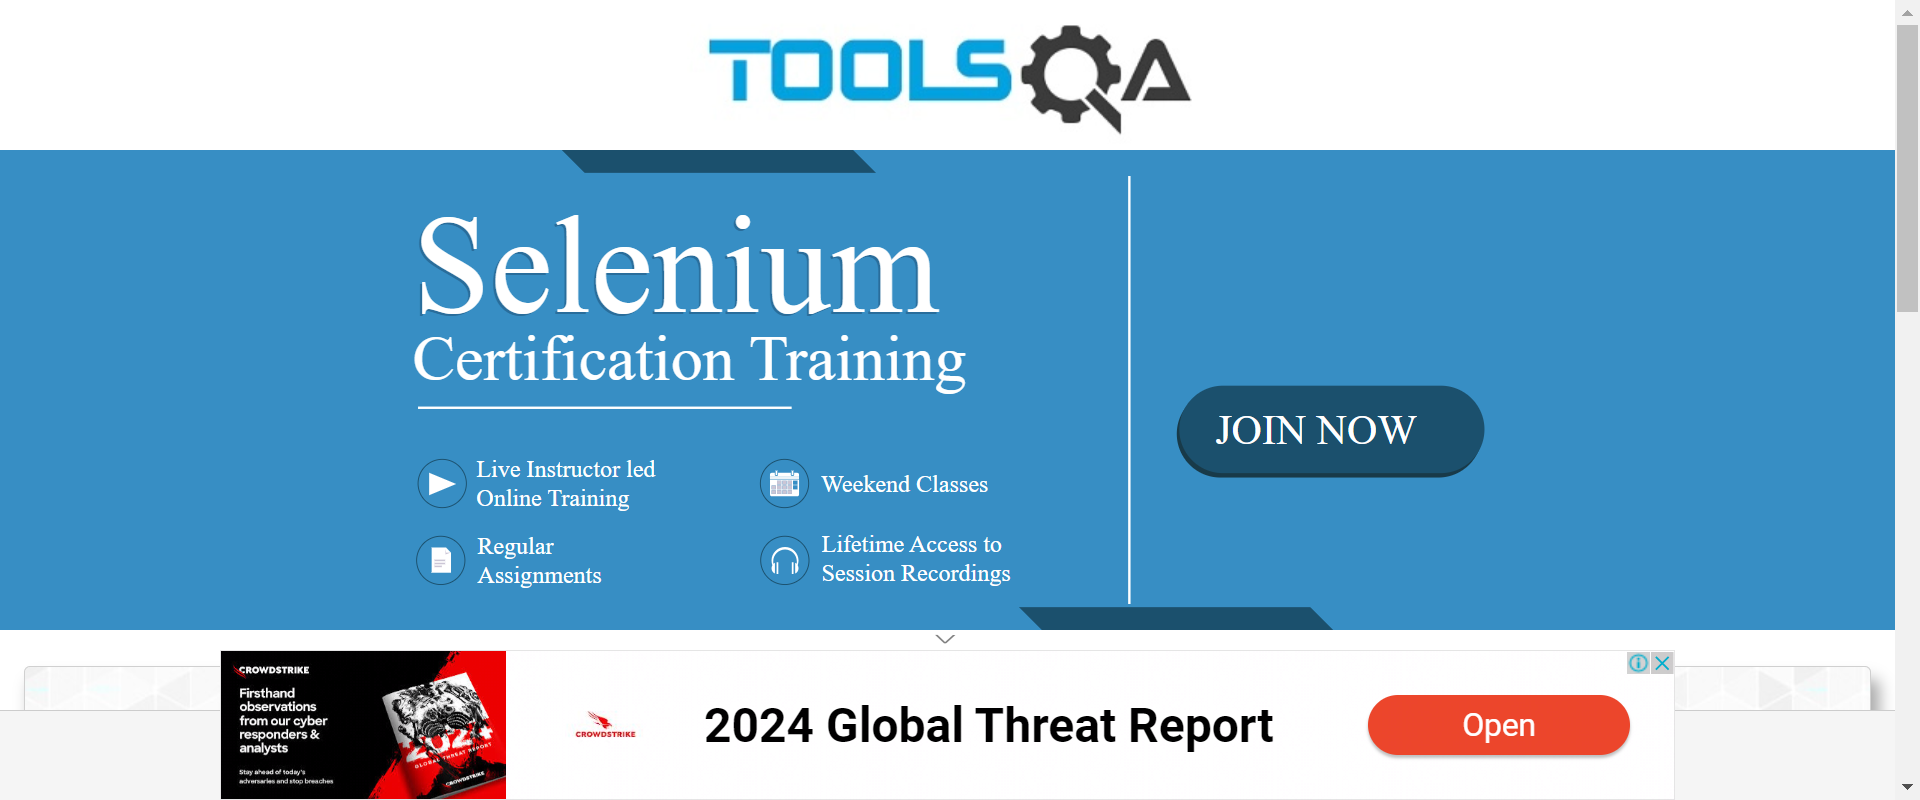 TOOLSQA
Selenium
Certification Training
Live Instructor led
Online Training
Weekend Classes
Regular
Assignments
Lifetime Access to
Session Recordings
JOIN NOW
CROWDSTRIKE
Firsthand
observations
from our cyber
responders &
analysts
Stay ahead of today's
adversaries and stop breaches
2024
GLOBAL THREAT REPORT
CROWDSTRIKE
CROWDSTRIKE
2024 Global Threat Report
Open